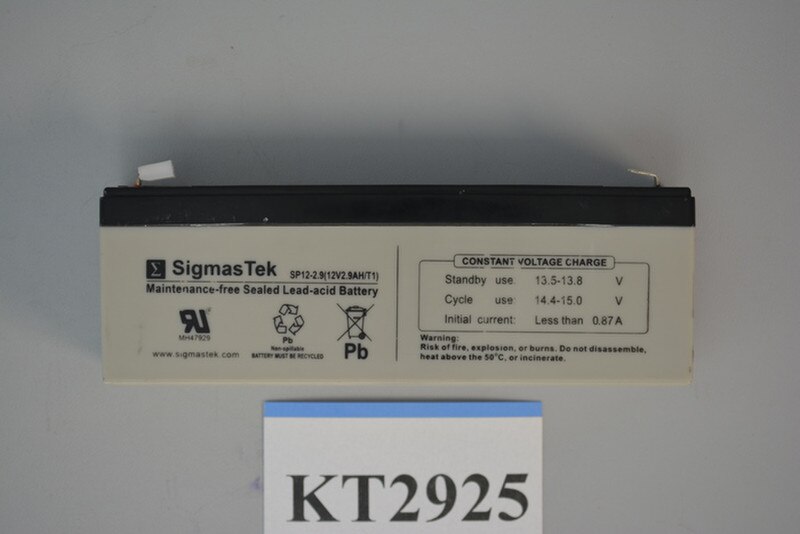 Σ SigmasTek SP12-2.9(12V2.9AH/T1)
Maintenance-free Sealed Lead-acid Battery
MH47929
Pb
Non-spillable
BATTERY MUST BE RECYCLED
Pb
www.sigmastek.com
CONSTANT VOLTAGE CHARGE
Standby use: 13.5-13.8 V
Cycle use: 14.4-15.0 V
Initial current: Less than 0.87A
Warning:
Risk of fire, explosion, or burns. Do not disassemble,
heat above the 50°C, or incinerate.
KT2925